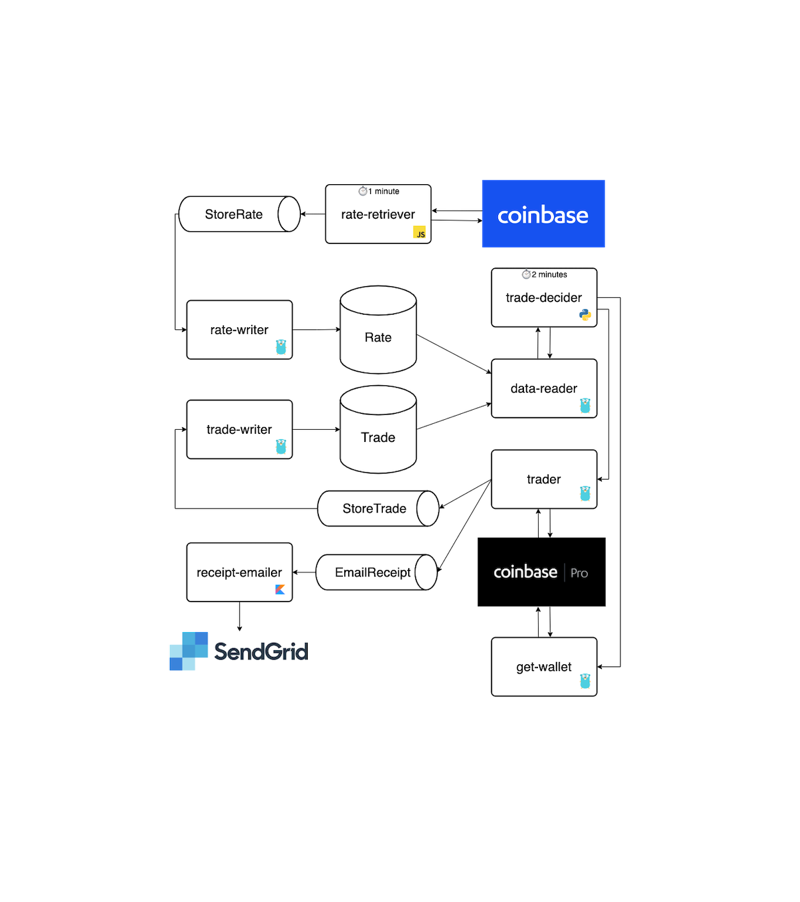 1 minute
StoreRate
rate-retriever
JS
coinbase
2 minutes
trade-decider
rate-writer
Rate
data-reader
trade-writer
Trade
trader
StoreTrade
receipt-emailer
EmailReceipt
coinbase | Pro
SendGrid
get-wallet